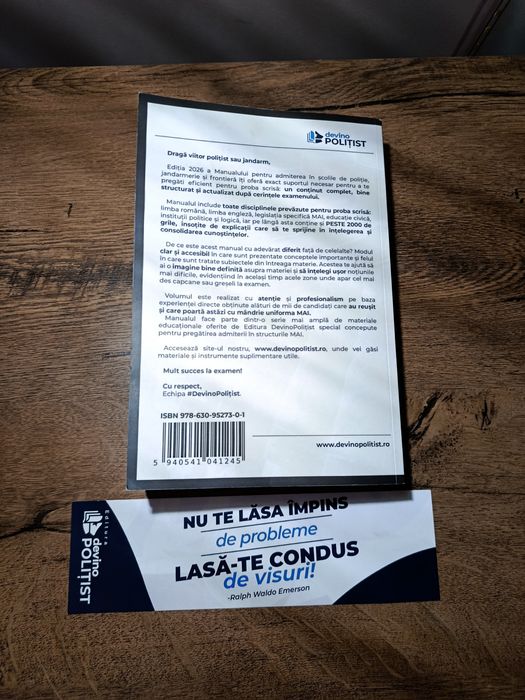 devino
POLIȚIST
Dragă viitor polițist sau jandarm,
Ediția 2026 a Manualului pentru admiterea în școlile de poliție,
jandarmerie și frontieră îți oferă exact suportul necesar pentru a te
pregăti eficient pentru proba scrisă: un conținut complet, bine
structurat și actualizat după cerințele examenului.
Manualul include toate disciplinele prevăzute pentru proba scrisă:
limba română, limba engleză, legislația specifică MAI, educație civică,
instituții politice și logică, iar pe lângă asta conține și PESTE 2000 de
grile, însoțite de explicații care să te sprijine în înțelegerea și
consolidarea cunoștințelor.
De ce este acest manual cu adevărat diferit față de celelalte? Modul
clar și accesibil în care sunt prezentate conceptele importante și felul
în care sunt tratate subiectele din întreaga materie. Acestea te ajută să
ai o imagine bine definită asupra materiei și să înțelegi ușor noțiunile
mai dificile, evidențiind în același timp acele zone unde apar cel mai
des capcane sau greșeli la examen.
Volumul este realizat cu atenție și profesionalism pe baza
experienței directe obținute alături de mii de candidați care au reușit
și care poartă astăzi cu mândrie uniforma MAI.
Manualul face parte dintr-o serie mai amplă de materiale
educaționale oferite de Editura DevinoPolițist special concepute
pentru pregătirea admiterii în structurile MAI.
Accesează site-ul nostru, www.devinopolitist.ro, unde vei găsi
materiale și instrumente suplimentare utile.
Mult succes la examen!
Cu respect,
Echipa #DevinoPolițist.
ISBN 978-630-95273-0-1
5 940541 041245
www.devinopolitist.ro
Editura
devino
POLIȚIST
NU TE LĂSA ÎMPINS
de probleme
LASĂ-TE CONDUS
de visuri!
-Ralph Waldo Emerson